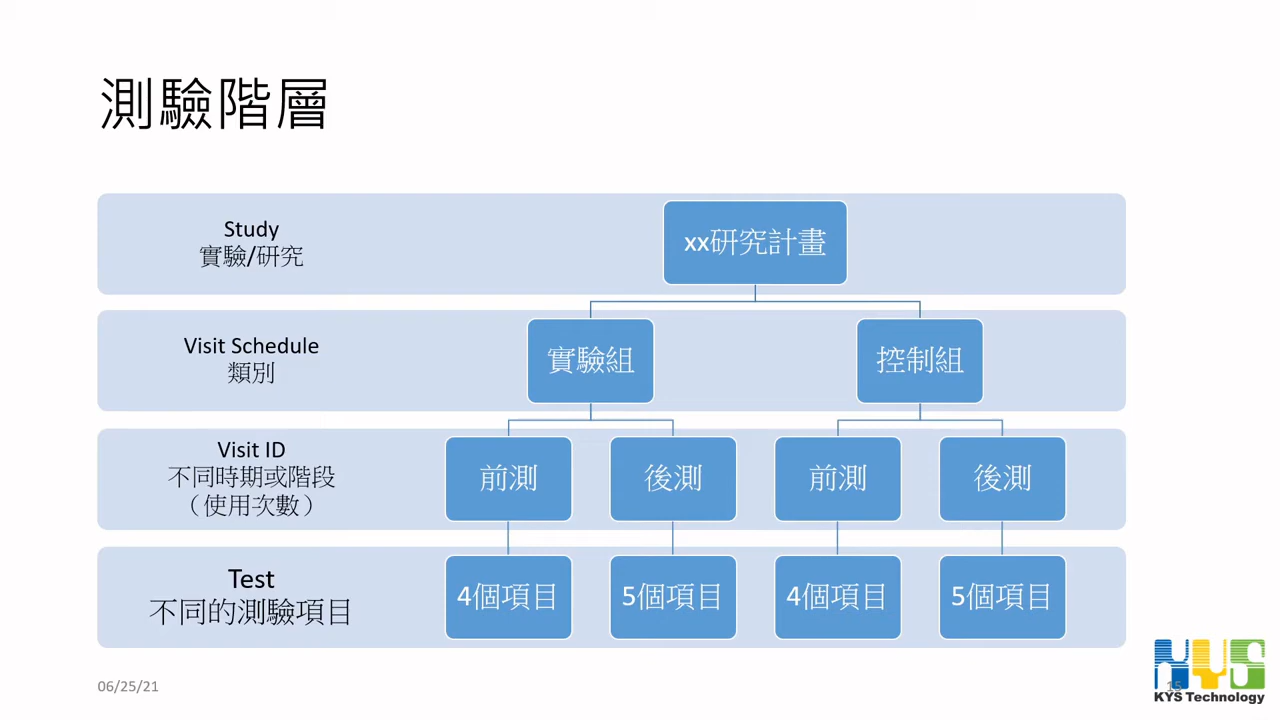 測驗階層
Study
實驗/研究
xx研究計畫
Visit Schedule
類別
實驗組
控制組
Visit ID
不同時期或階段
（使用次數）
前測
後測
前測
後測
Test
不同的測驗項目
4個項目
5個項目
4個項目
5個項目
06/25/21
15
KYS
KYS Technology